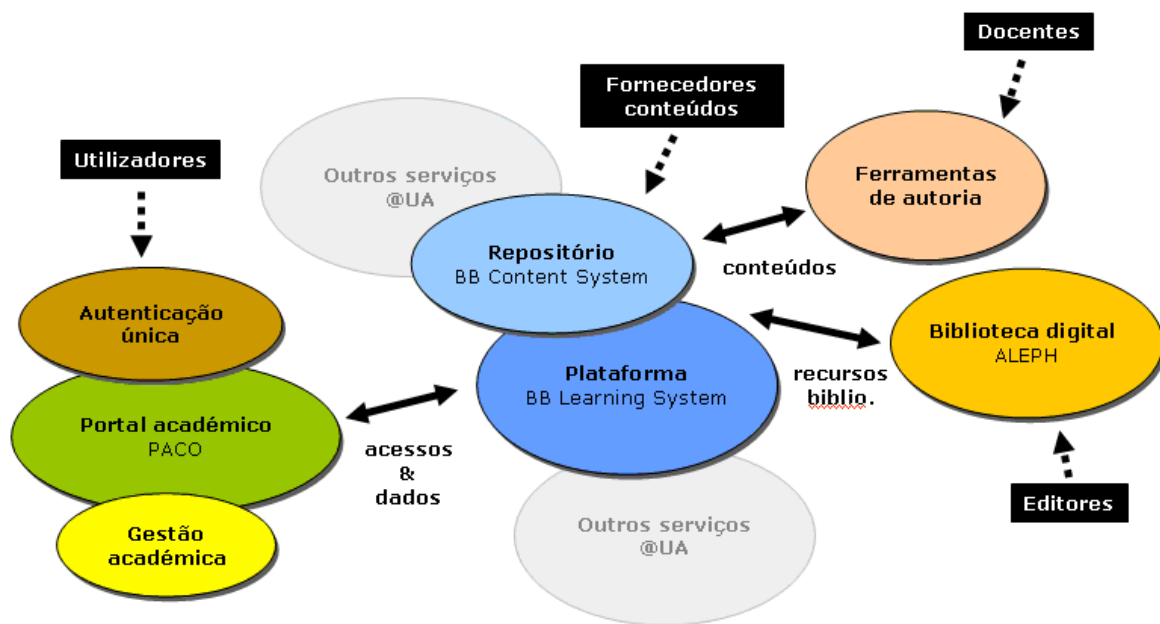 Docentes
Fornecedores
conteúdos
Utilizadores
Outros serviços
@UA
Ferramentas
de autoria
Repositório
BB Content System
conteúdos
Autenticação
única
Biblioteca digital
ALEPH
Plataforma
BB Learning System
recursos
biblio.
Portal académico
PACO
acessos
&
dados
Editores
Outros serviços
@UA
Gestão
académica